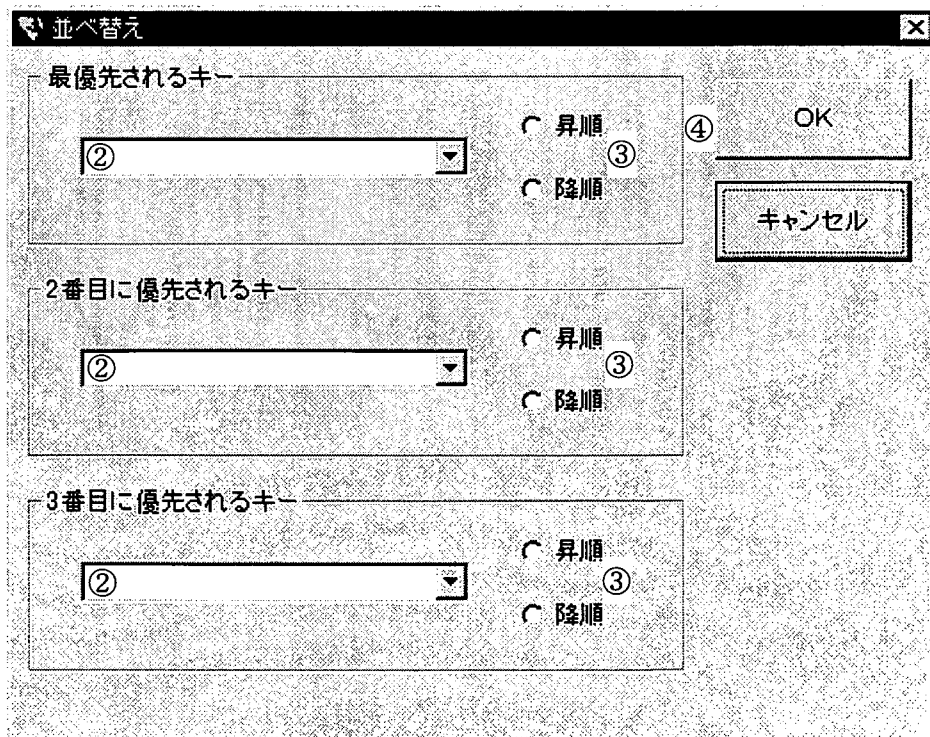 並べ替え
最優先されるキー
②
昇順
③
降順
④
OK
キャンセル
2番目に優先されるキー
②
昇順
③
降順
3番目に優先されるキー
②
昇順
③
降順